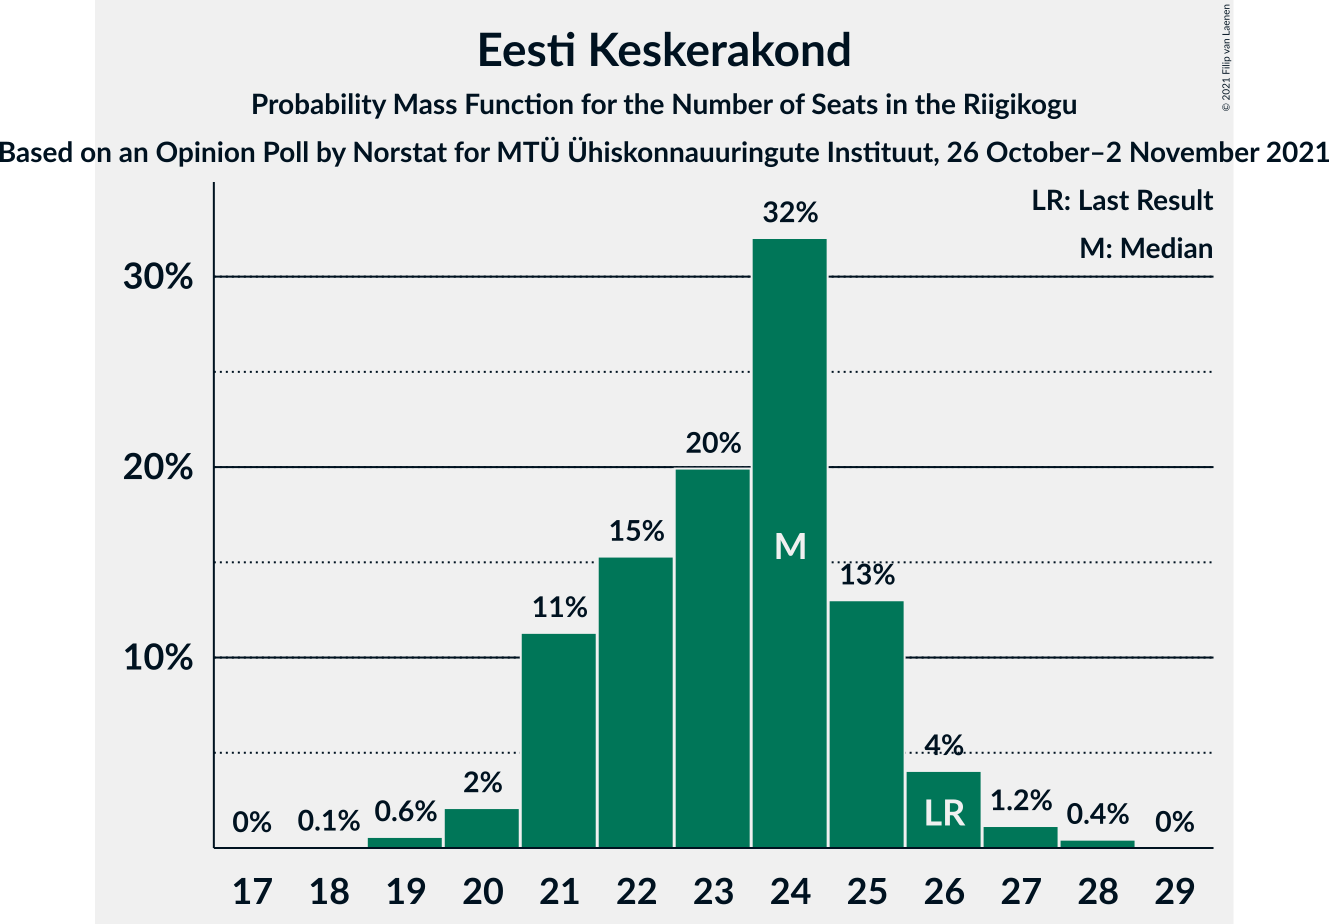 Eesti Keskerakond
Probability Mass Function for the Number of Seats in the Riigikogu
Based on an Opinion Poll by Norstat for MTÜ Ühiskonnauuringute Instituut, 26 October–2 November 2021
© 2021 Filip van Laenen
LR: Last Result
M: Median
30%
20%
10%
0%
0.1%
0.6%
2%
11%
15%
20%
32%
13%
4%
1.2%
0.4%
0%
M
LR
17 18 19 20 21 22 23 24 25 26 27 28 29